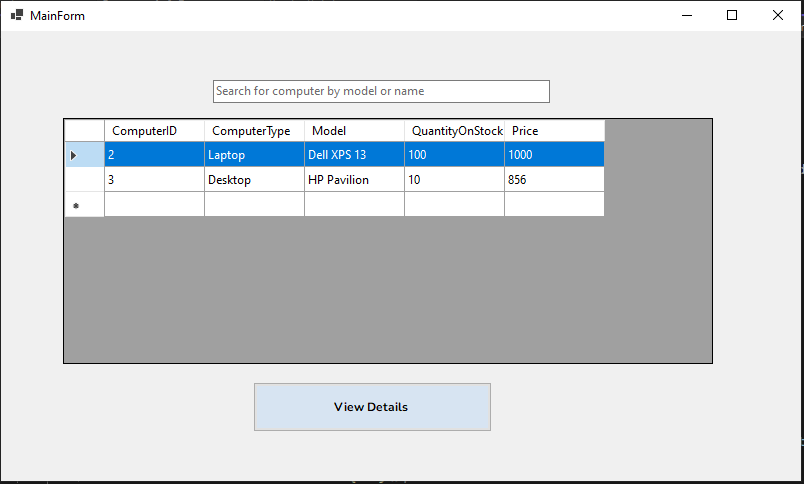 MainForm
Search for computer by model or name
ComputerID ComputerType Model QuantityOnStock Price
2 Laptop Dell XPS 13 100 1000
3 Desktop HP Pavilion 10 856
View Details